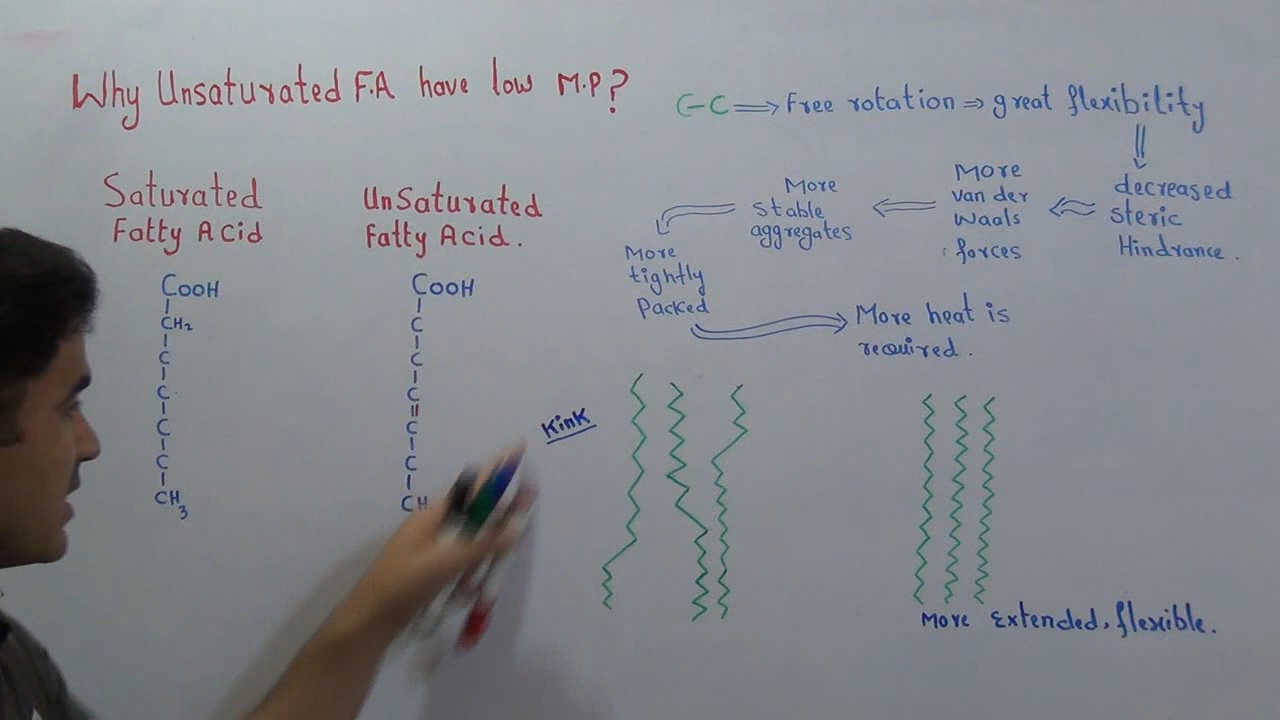 Why Unsaturated F.A have low M.P?
C-C⇒Free rotation⇒great flexibility
⇓
decreased
steric
Hindrance.
⇐
More
van der
Waals
forces
⇐
More
stable
aggregates
More
tightly
Packed
More heat is
required.
Saturated
Fatty Acid
COOH
CH2
C
C
C
C
CH3
UnSaturated
Fatty Acid.
COOH
C
C
C
C
C
CH
Kink
More Extended, flexible.